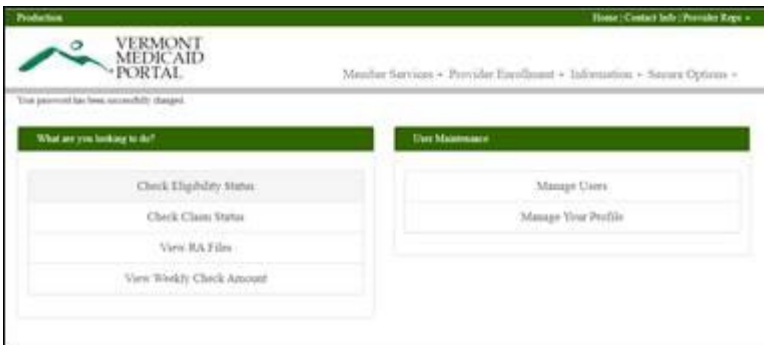 Production
Home | Contact Info | Provider Reps
VERMONT
MEDICAID
PORTAL
Member Services Provider Enrollment Information Secure Options
Your password has been successfully changed.
What are you looking to do?
User Maintenance
Check Eligibility Status
Manage Users
Check Claim Status
Manage Your Profile
View RA Files
View Weekly Check Amount